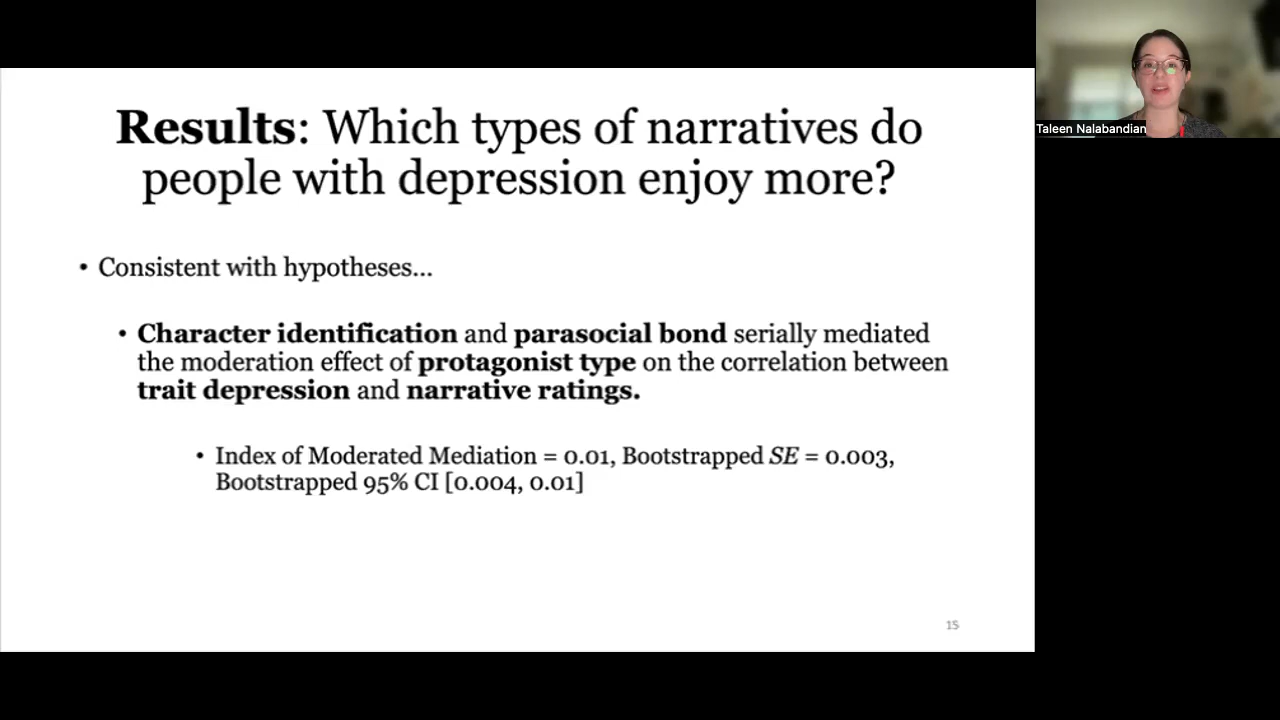 Results: Which types of narratives do
people with depression enjoy more?
• Consistent with hypotheses...
• Character identification and parasocial bond serially mediated
the moderation effect of protagonist type on the correlation between
trait depression and narrative ratings.
• Index of Moderated Mediation = 0.01, Bootstrapped SE = 0.003,
Bootstrapped 95% CI [0.004, 0.01]
15
Taleen Nalabandian